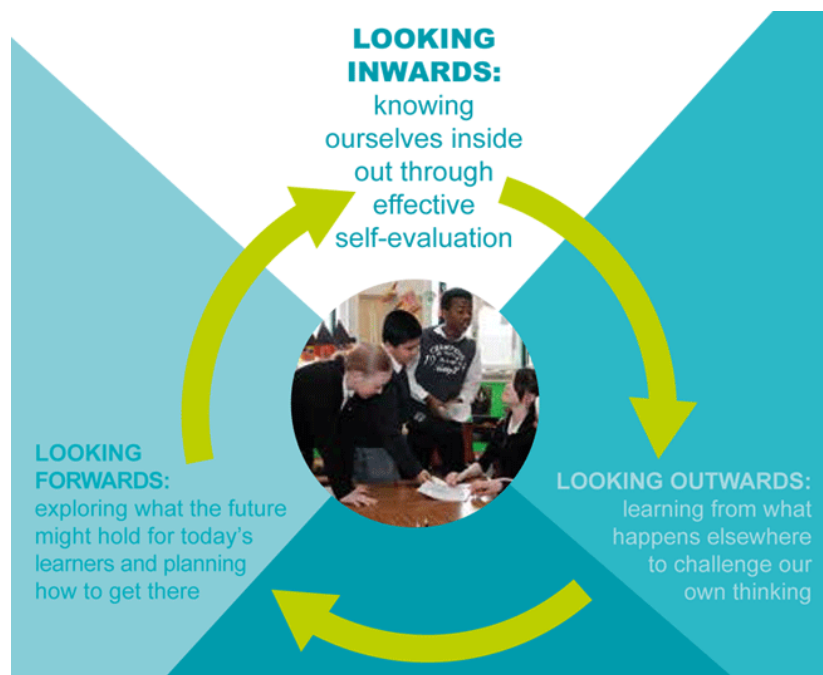 LOOKING
INWARDS:
knowing
ourselves inside
out through
effective
self-evaluation
LOOKING OUTWARDS:
learning from what
happens elsewhere
to challenge our
own thinking
LOOKING
FORWARDS:
exploring what the future
might hold for today's
learners and planning
how to get there